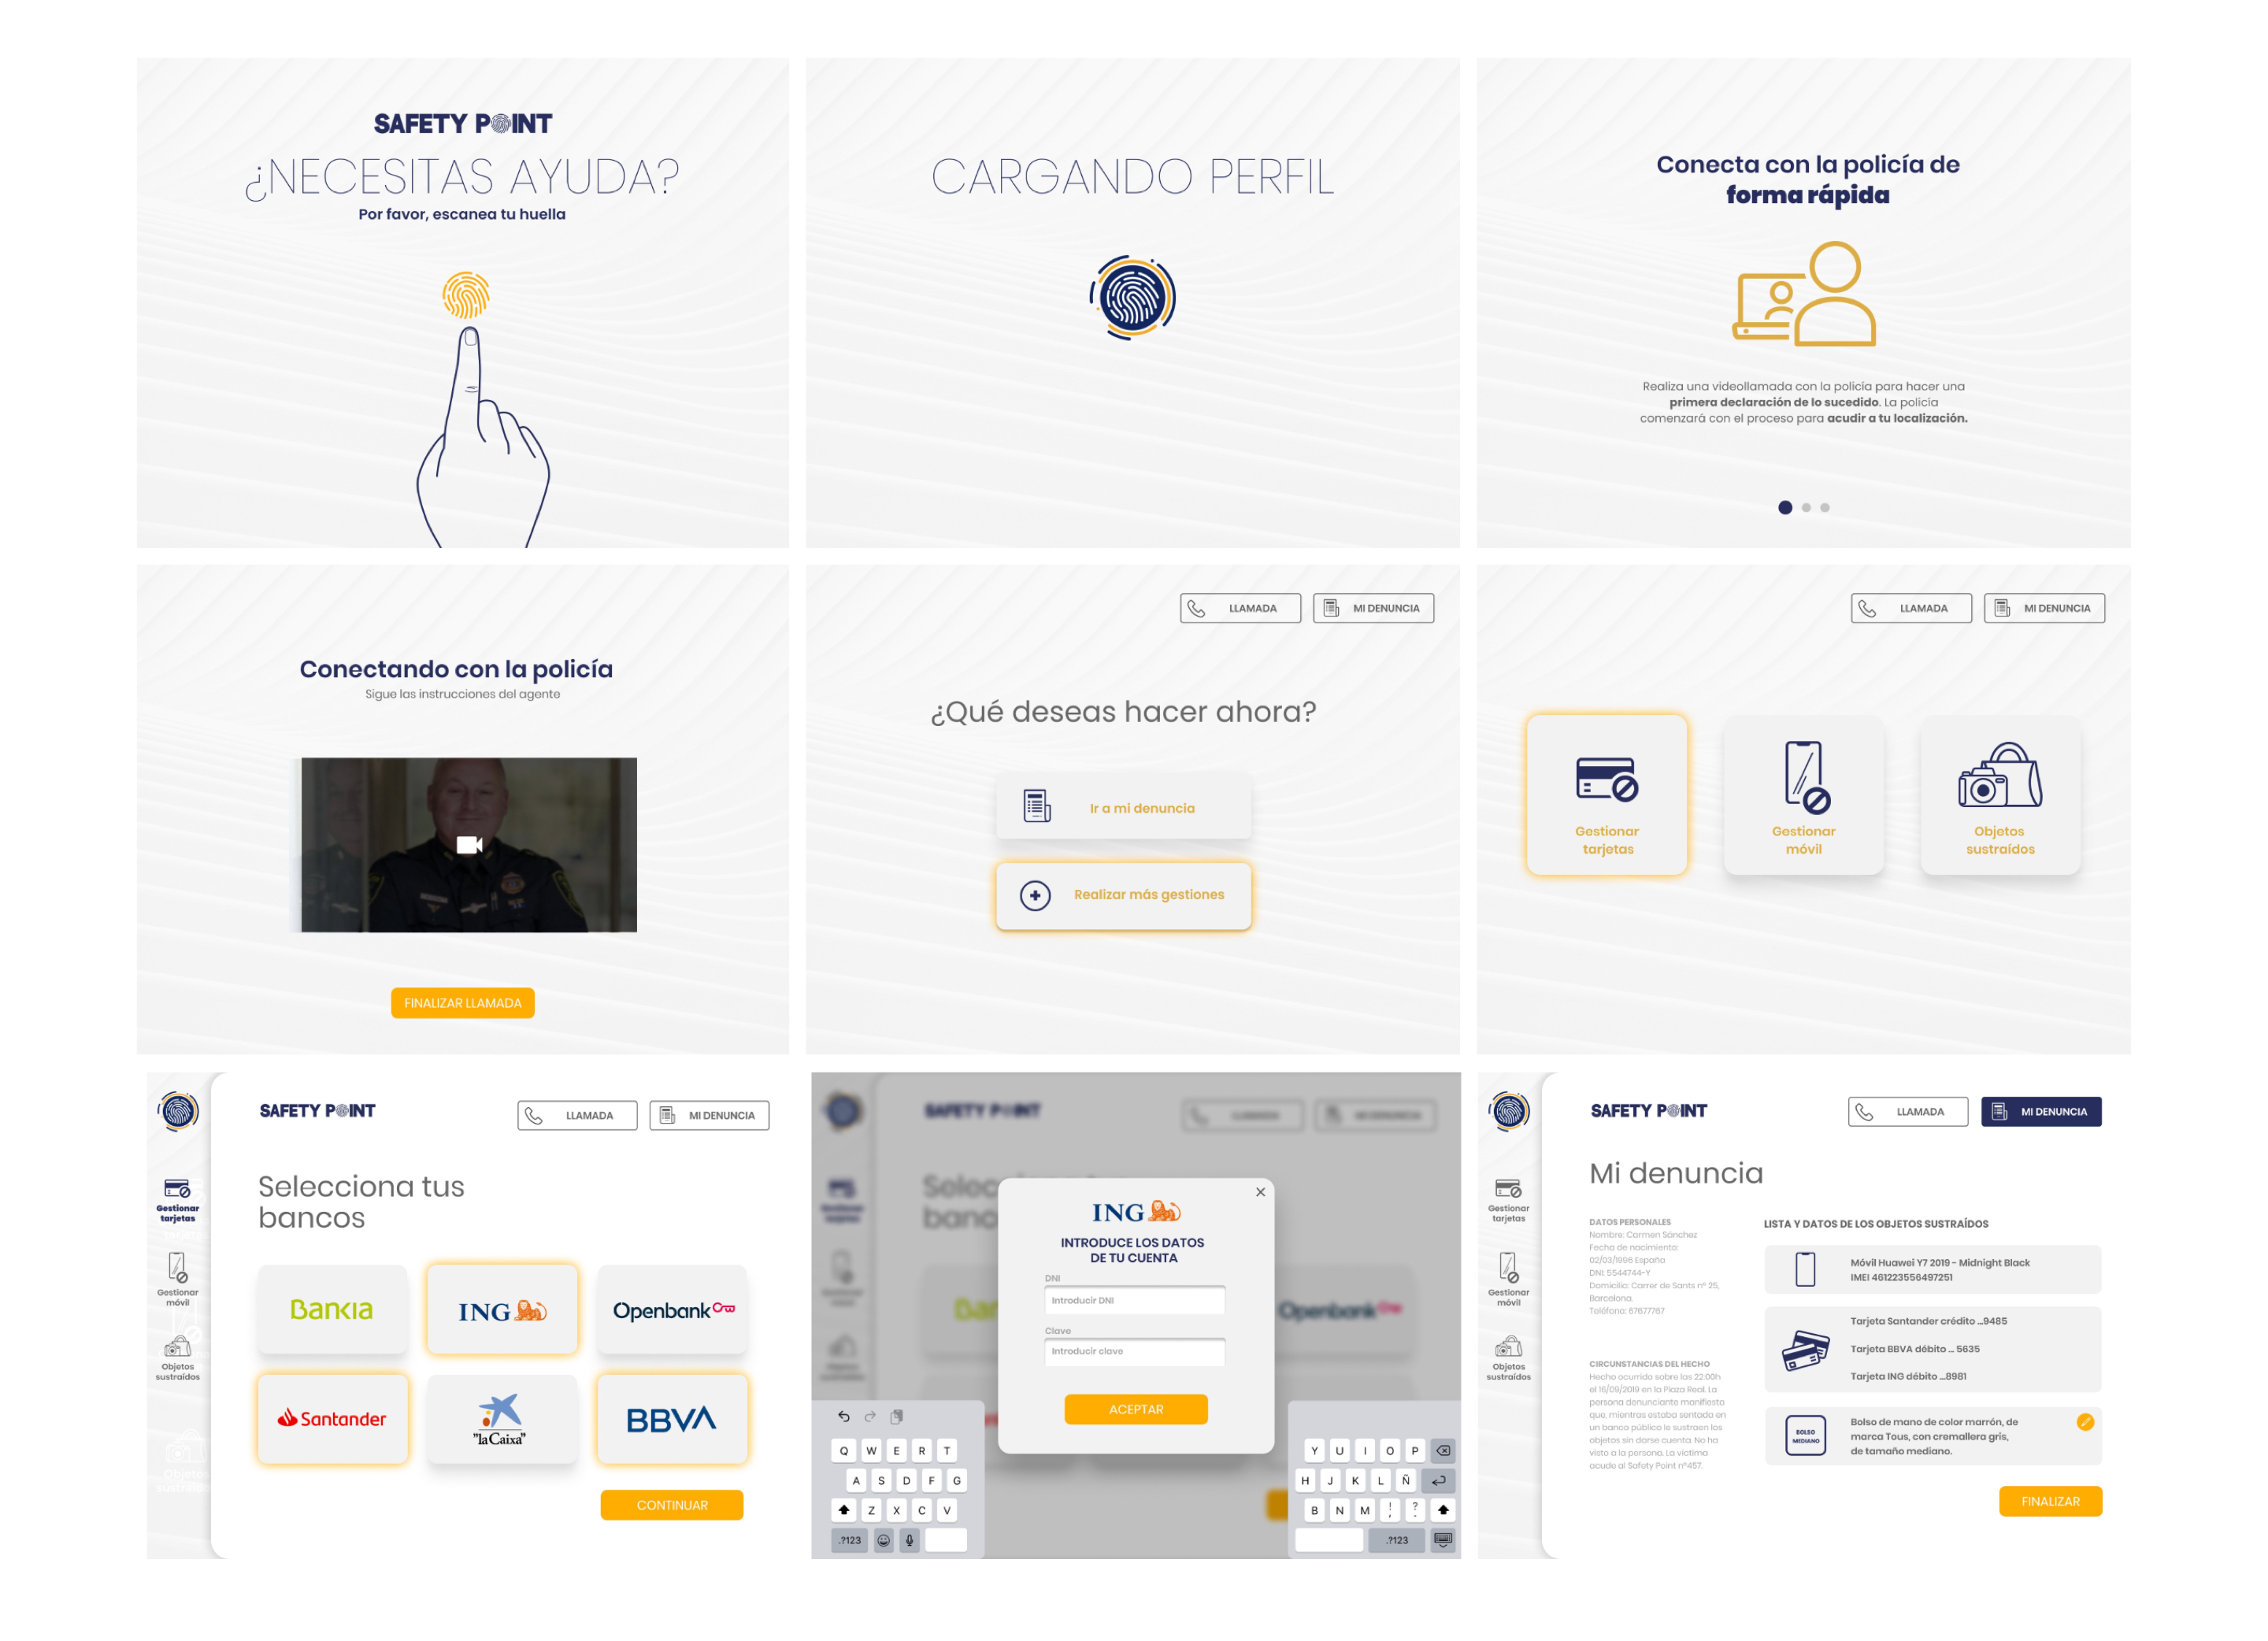 SAFETY POINT
¿NECESITAS AYUDA?
Por favor, escanea tu huella
CARGANDO PERFIL
Conecta con la policía de
forma rápida
Realiza una videollamada con la policía para hacer una
primera declaración de lo sucedido. La policía
comenzará con el proceso para acudir a tu localización.
Conectando con la policía
Sigue las instrucciones del agente
FINALIZAR LLAMADA
LLAMADA
MI DENUNCIA
¿Qué deseas hacer ahora?
Ir a mi denuncia
Realizar más gestiones
LLAMADA
MI DENUNCIA
Gestionar
tarjetas
Gestionar
móvil
Objetos
sustraídos
SAFETY POINT
LLAMADA
MI DENUNCIA
Gestionar
tarjetas
Gestionar
móvil
Objetos
sustraídos
Objetos
sustraídos
Selecciona tus
bancos
Bankia
ING
Openbank
Santander
"la Caixa"
BBVA
CONTINUAR
SAFETY POINT
LLAMADA
MI DENUNCIA
Selec
banc
Ban
Openbank
ING
INTRODUCE LOS DATOS
DE TU CUENTA
DNI
Introducir DNI
Clave
Introducir clave
ACEPTAR
Q W E R T
A S D F G
Z X C V
.?123
Y U I O P
H J K L Ñ
B N M ! , ? .
.?123
SAFETY POINT
LLAMADA
MI DENUNCIA
Gestionar
tarjetas
Gestionar
móvil
Objetos
sustraídos
Mi denuncia
DATOS PERSONALES
Nombre: Carmen Sánchez
Fecha de nacimiento:
02/03/1996 España
DNI: 5544744-Y
Domicilio: Carrer de Sants nº 25,
Barcelona.
Teléfono: 67677787
CIRCUNSTANCIAS DEL HECHO
Hecho ocurrido sobre las 22:00h
el 16/09/2019 en la Plaza Real. La
persona denunciante manifiesta
que, mientras estaba sentada en
un banco público le sustraen los
objetos sin darse cuenta. No ha
visto a la persona. La víctima
acude al Safety Point nº457.
LISTA Y DATOS DE LOS OBJETOS SUSTRAÍDOS
Móvil Huawei Y7 2019 - Midnight Black
IMEI 461223556497251
Tarjeta Santander crédito ...9485
Tarjeta BBVA débito ... 5635
Tarjeta ING débito ...8981
BOLSO
MEDIANO
Bolso de mano de color marrón, de
marca Tous, con cremallera gris,
de tamaño mediano.
FINALIZAR